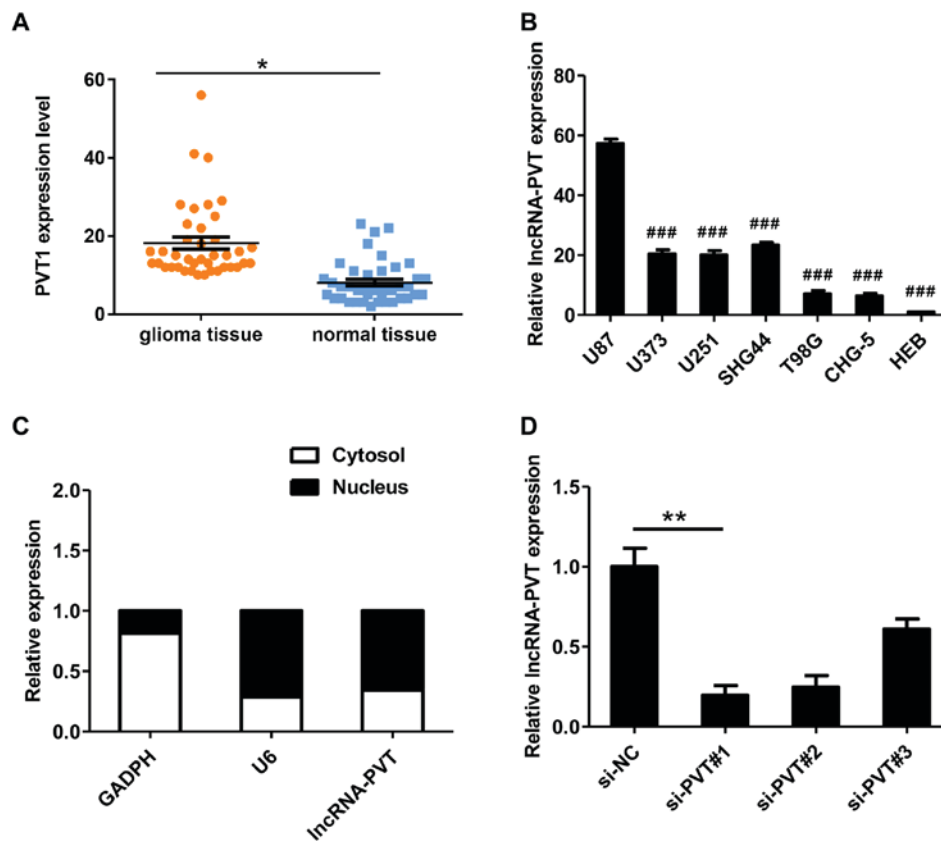 A
*
PVT1 expression level
60
40
20
0
glioma tissue
normal tissue
B
Relative lncRNA-PVT expression
80
60
40
20
0
###
###
###
###
###
###
U87
U373
U251
SHG44
T98G
CHG-5
HEB
C
Cytosol
Nucleus
Relative expression
2.0
1.5
1.0
0.5
0.0
GADPH
U6
lncRNA-PVT
D
Relative lncRNA-PVT expression
1.5
1.0
0.5
0.0
**
si-NC
si-PVT#1
si-PVT#2
si-PVT#3